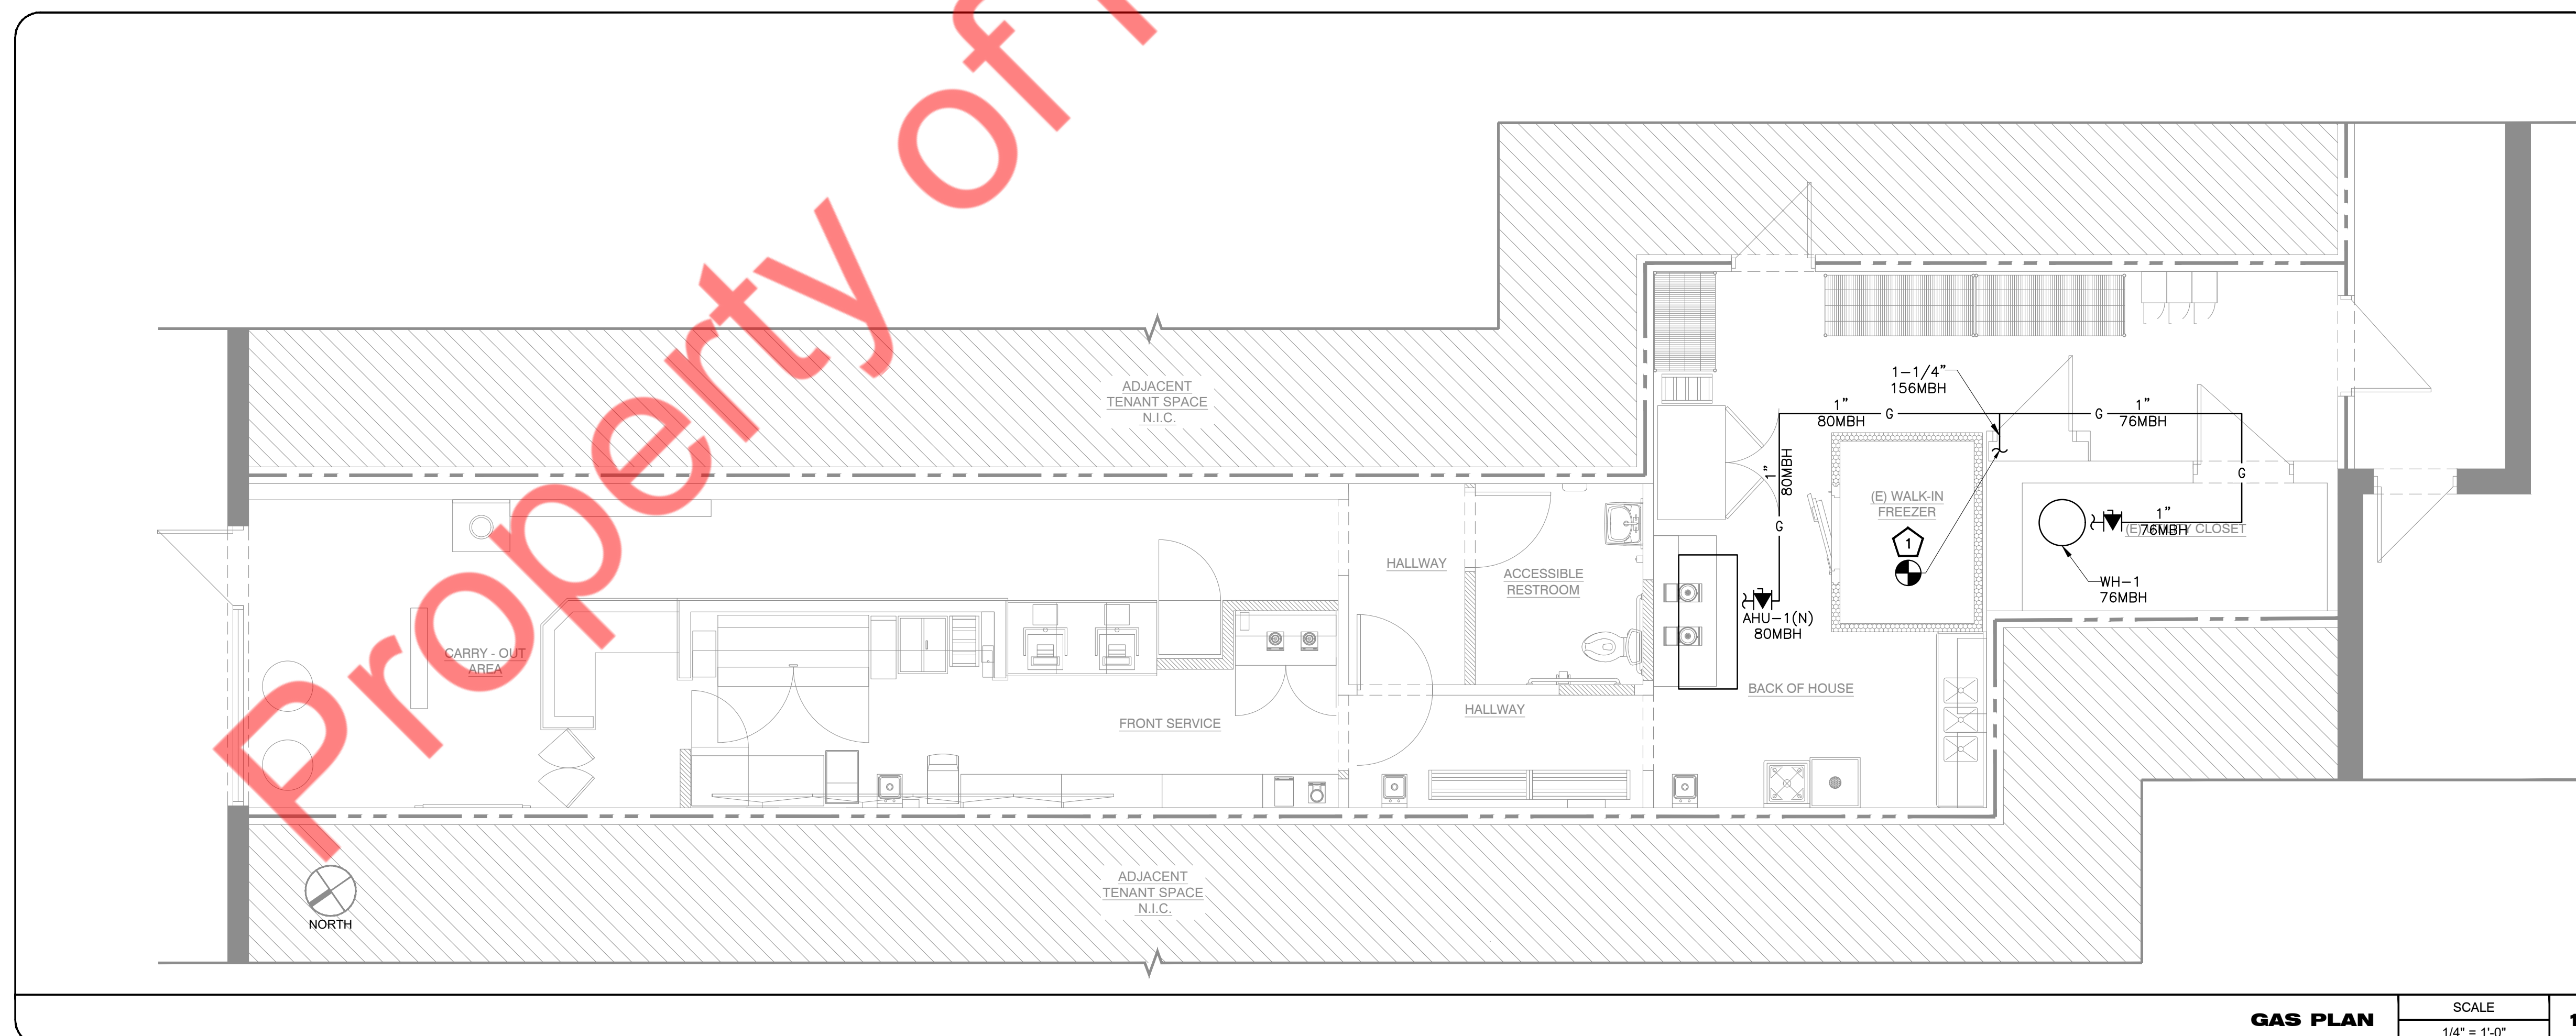 Property of
ADJACENT
TENANT SPACE
N.I.C.
1-1/4"
156MBH
1"
80MBH
G
G
1"
76MBH
1"
80MBH
G
G
(E) WALK-IN
FREEZER
1
1"
76MBH
(E) CLOSET
WH-1
76MBH
HALLWAY
ACCESSIBLE
RESTROOM
AHU-1(N)
80MBH
CARRY - OUT
AREA
BACK OF HOUSE
HALLWAY
FRONT SERVICE
ADJACENT
TENANT SPACE
N.I.C.
NORTH
GAS PLAN
SCALE
1/4" = 1'-0"